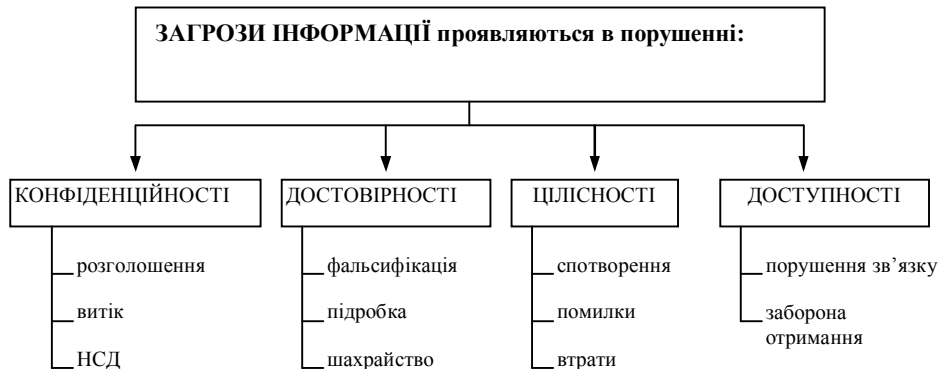 ЗАГРОЗИ ІНФОРМАЦІЇ проявляються в порушенні:
КОНФІДЕНЦІЙНОСТІ
розголошення
витік
НСД
ДОСТОВІРНОСТІ
фальсифікація
підробка
шахрайство
ЦІЛІСНОСТІ
спотворення
помилки
втрати
ДОСТУПНОСТІ
порушення зв’язку
заборона
отримання